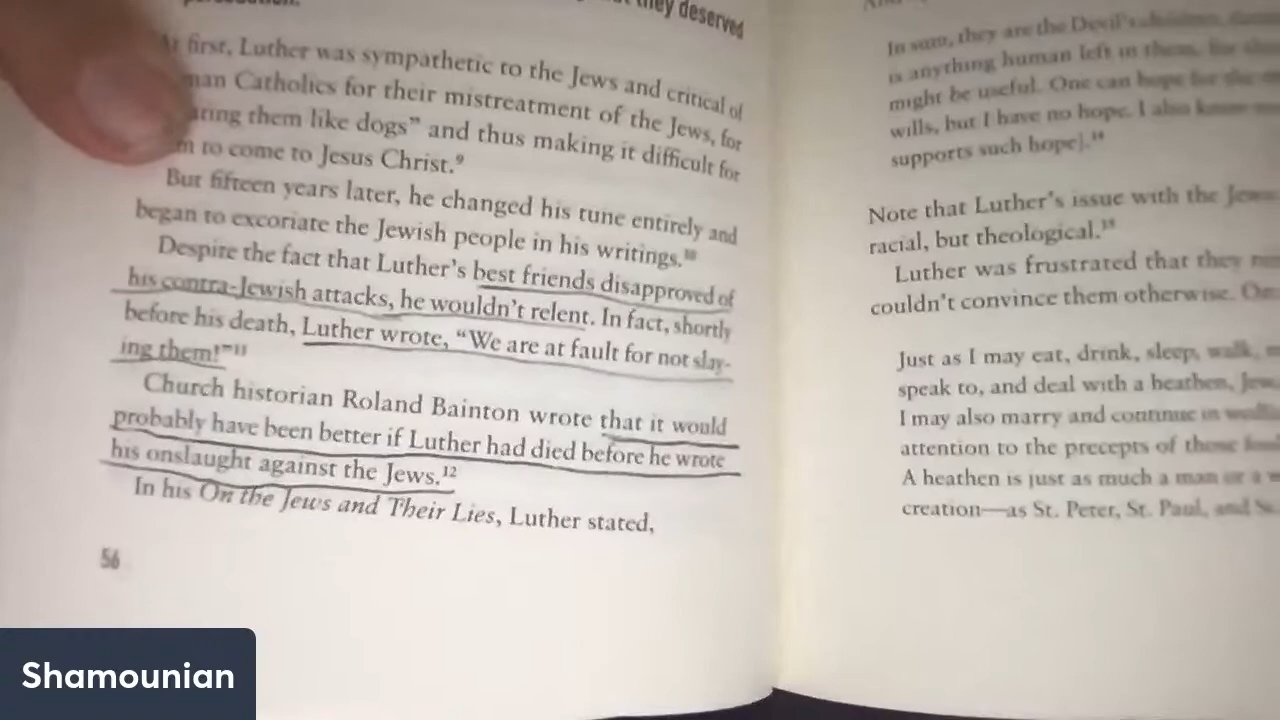 they deserved
first, Luther was sympathetic to the Jews and critical of
Catholics for their mistreatment of the Jews, for
them like dogs” and thus making it difficult for
to come to Jesus Christ.⁹
But fifteen years later, he changed his tune entirely and
began to excoriate the Jewish people in his writings.¹⁰
Despite the fact that Luther’s best friends disapproved of
his contra-Jewish attacks, he wouldn’t relent. In fact, shortly
before his death, Luther wrote, “We are at fault for not slay-
ing them!”¹¹
Church historian Roland Bainton wrote that it would
probably have been better if Luther had died before he wrote
his onslaught against the Jews.¹²
In his On the Jews and Their Lies, Luther stated,
56
In sum, they are the Devil’s
is anything human left in them, for
might be useful. One can hope for the
wills, but I have no hope. I also know
supports such hope].¹⁴
Note that Luther’s issue with the
racial, but theological.¹⁵
Luther was frustrated that they
couldn’t convince them otherwise.
Just as I may eat, drink, sleep, walk,
speak to, and deal with a heathen,
I may also marry and continue in
attention to the precepts of those
A heathen is just as much a man or a
creation—as St. Peter, St. Paul, and
Shamounian